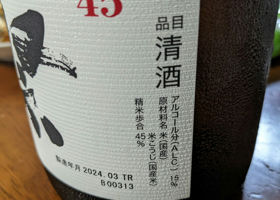 45
品目
清酒
アルコール分(ALC.) 15%
原材料名 米(国産)
米こうじ(国産米)
精米歩合 45%
製造年月 2024.03 TR
B00313